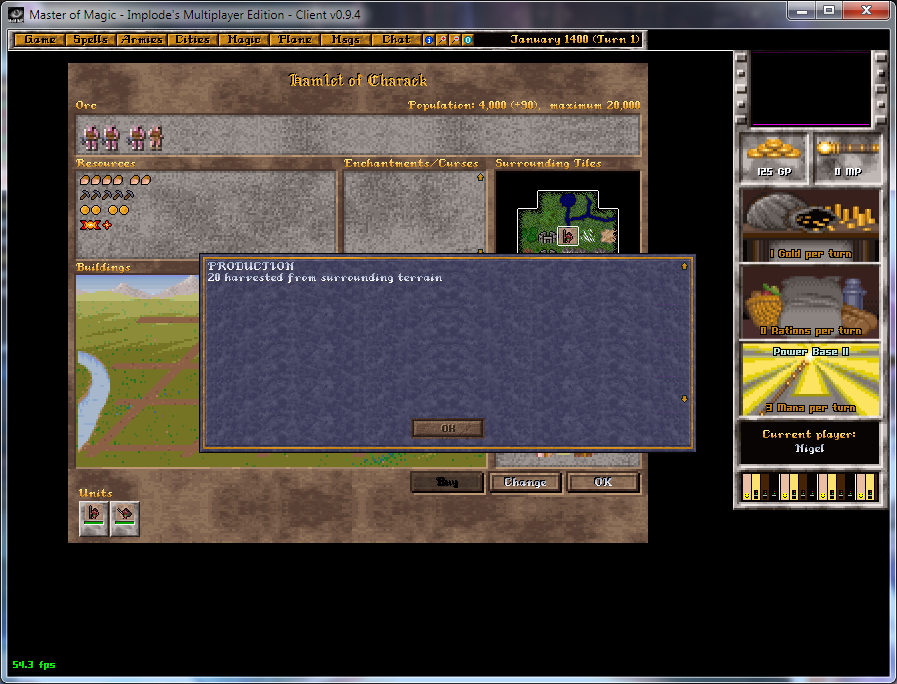 Master of Magic - Implode's Multiplayer Edition - Client v0.9.4
Game Spells Armies Cities Magic Plane Msgs Chat January 1400 (Turn 1)
Hamlet of Charack
Orc Population: 4,000 (+90), maximum 20,000
Resources Enchantments/Curses Surrounding Tiles
Buildings
PRODUCTION
20 harvested from surrounding terrain
OK
Buy Change OK
Units
125 GP 0 MP
1 Gold per turn
0 Rations per turn
Power Base 11
3 Mana per turn
Current player:
Nigel
54.3 fps